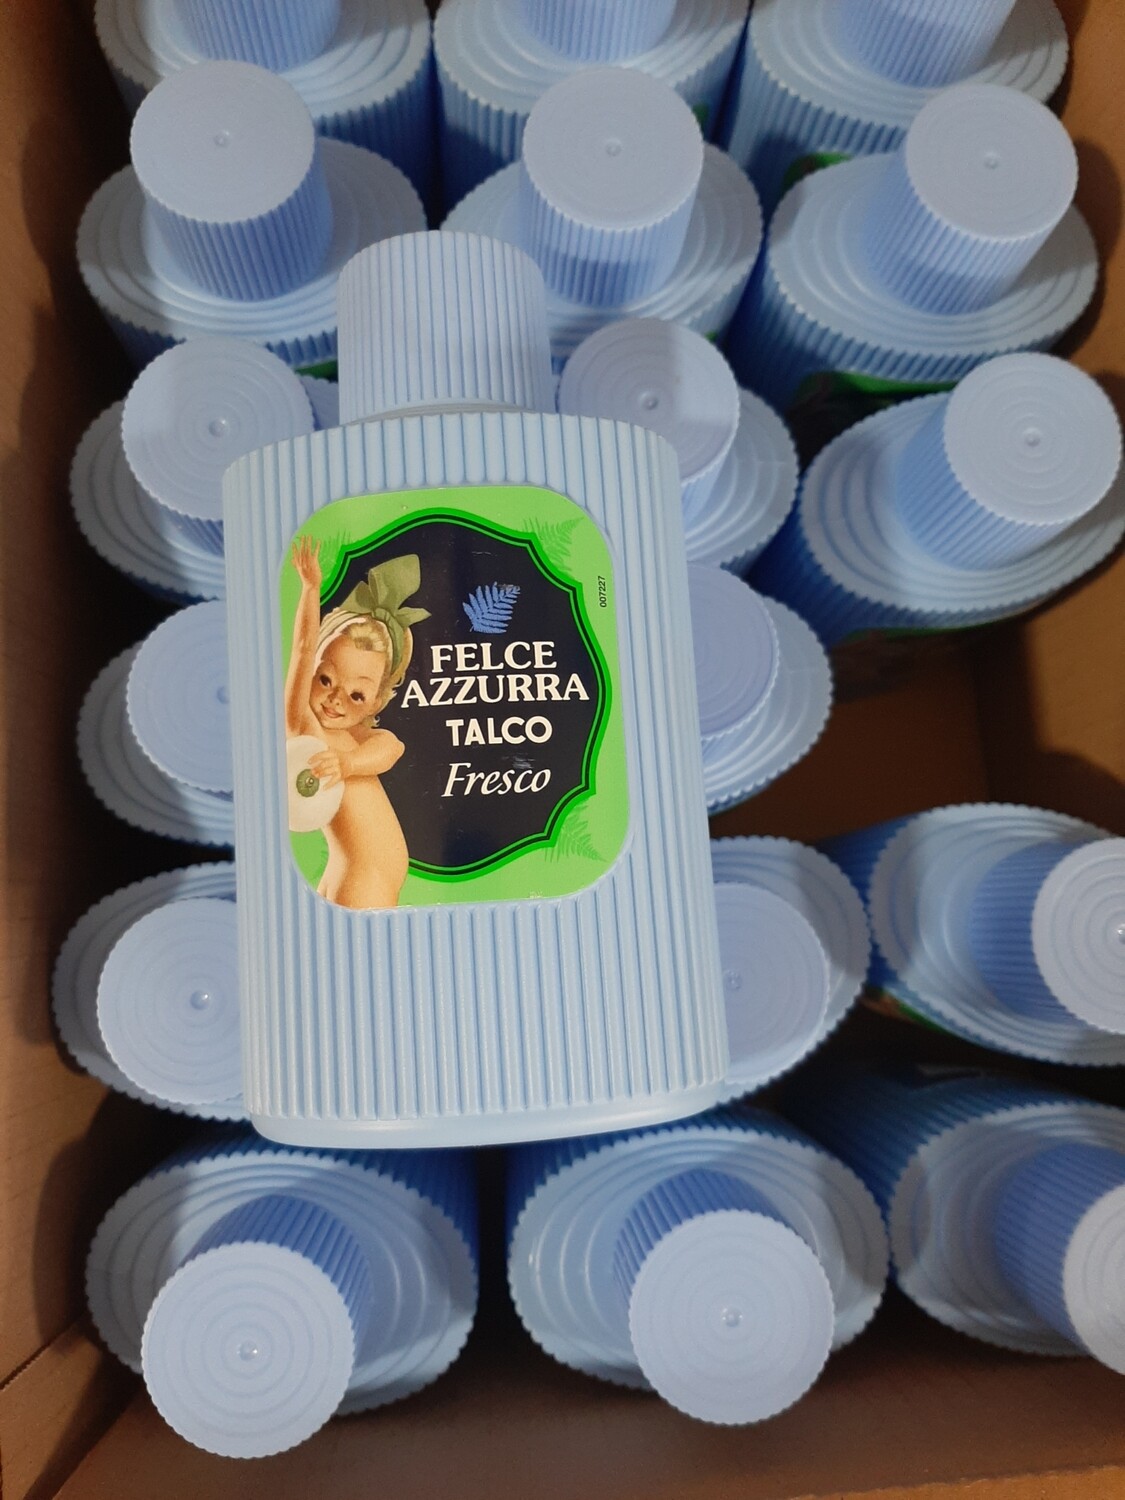 FELCE
AZZURRA
TALCO
Fresco
007227